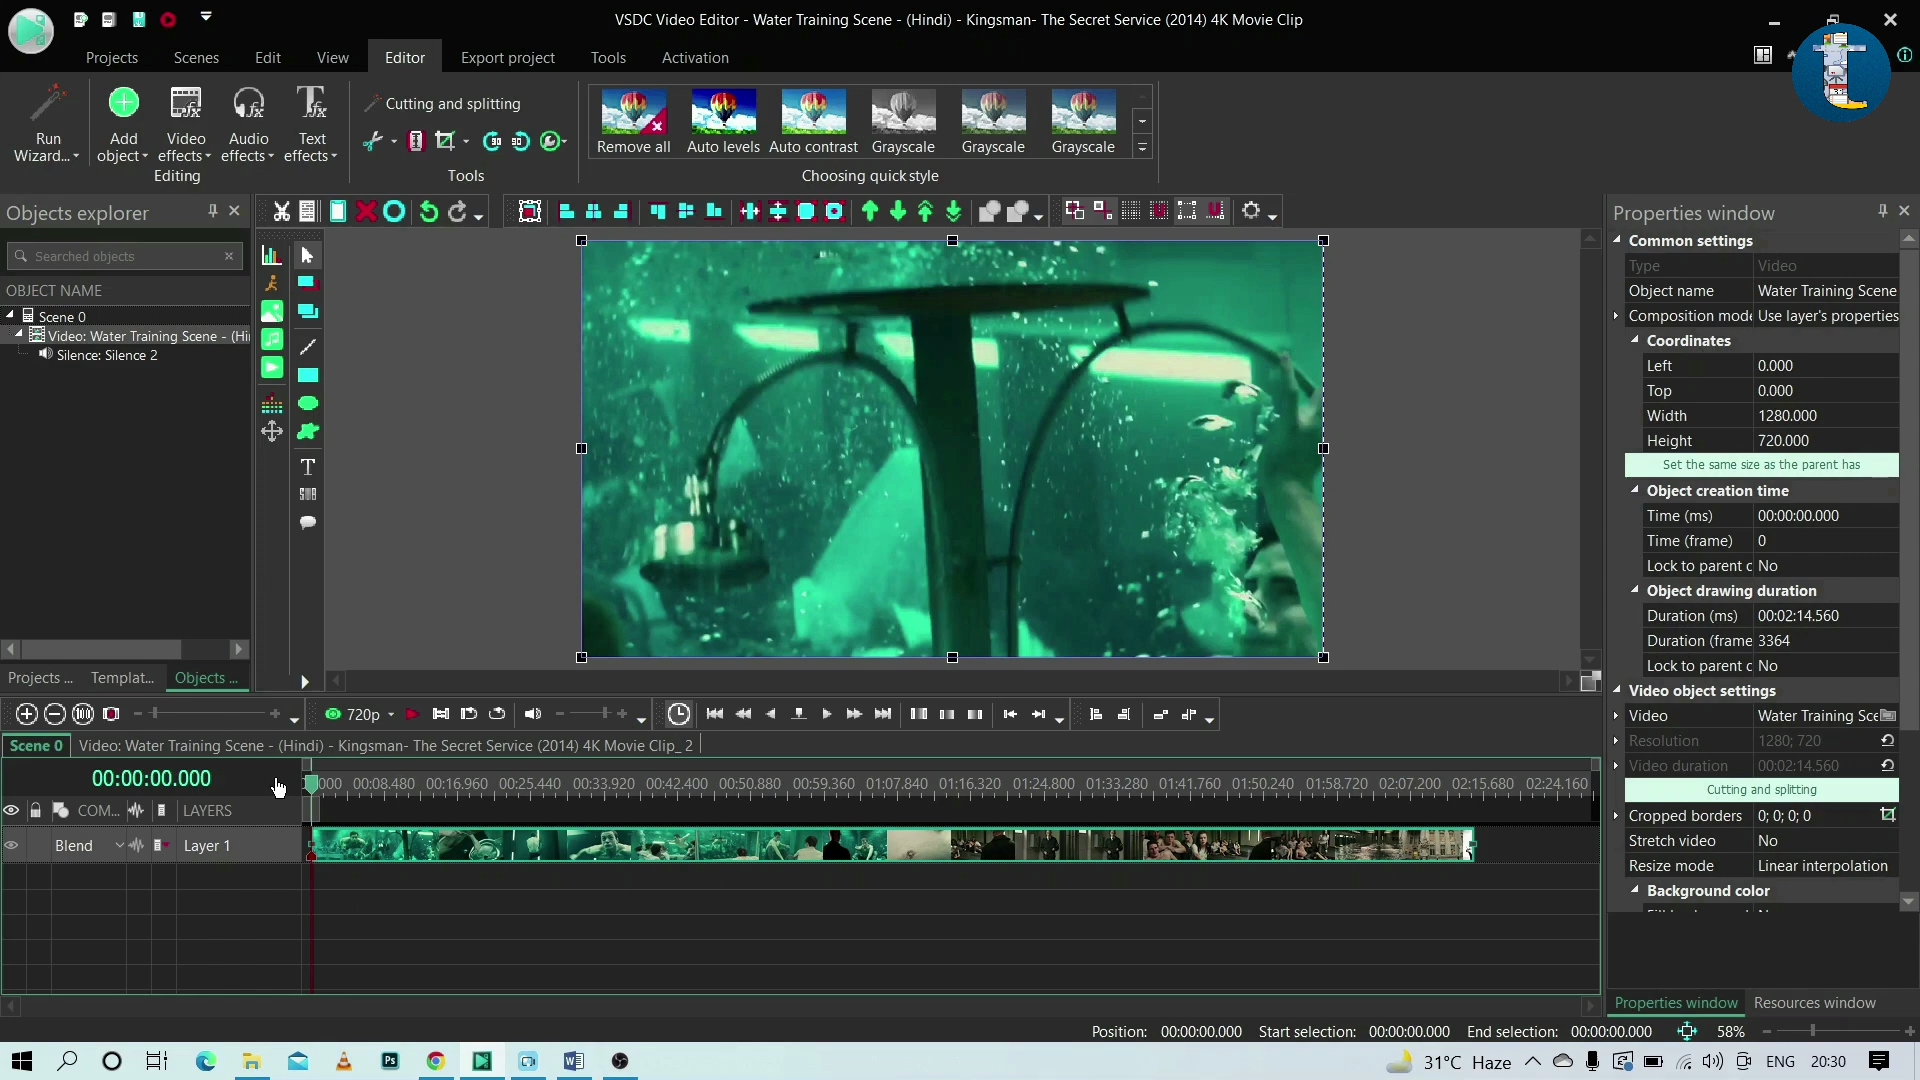 VSDC Video Editor - Water Training Scene - (Hindi) - Kingsman- The Secret Service (2014) 4K Movie Clip
Projects Scenes Edit View Editor Export project Tools Activation
Run Wizard...
Add object
Video effects
Audio effects
Text effects
Editing
Cutting and splitting
Tools
Remove all Auto levels Auto contrast Grayscale Grayscale Grayscale
Choosing quick style
Objects explorer
Searched objects
OBJECT NAME
Scene 0
Video: Water Training Scene - (Hi
Silence: Silence 2
Projects ... Templat... Objects ...
Properties window
Common settings
Type Video
Object name Water Training Scene
Composition mode Use layer's properties
Coordinates
Left 0.000
Top 0.000
Width 1280.000
Height 720.000
Set the same size as the parent has
Object creation time
Time (ms) 00:00:00.000
Time (frame) 0
Lock to parent c No
Object drawing duration
Duration (ms) 00:02:14.560
Duration (frame 3364
Lock to parent c No
Video object settings
Video Water Training Sce
Resolution 1280; 720
Video duration 00:02:14.560
Cutting and splitting
Cropped borders 0; 0; 0; 0
Stretch video No
Resize mode Linear interpolation
Background color
Properties window Resources window
720p
Scene 0 Video: Water Training Scene - (Hindi) - Kingsman- The Secret Service (2014) 4K Movie Clip_ 2
00:00:00.000
000 00:08.480 00:16.960 00:25.440 00:33.920 00:42.400 00:50.880 00:59.360 01:07.840 01:16.320 01:24.800 01:33.280 01:41.760 01:50.240 01:58.720 02:07.200 02:15.680 02:24.160
COM... LAYERS
Blend Layer 1
Position: 00:00:00.000 Start selection: 00:00:00.000 End selection: 00:00:00.000 58%
31°C Haze ENG 20:30